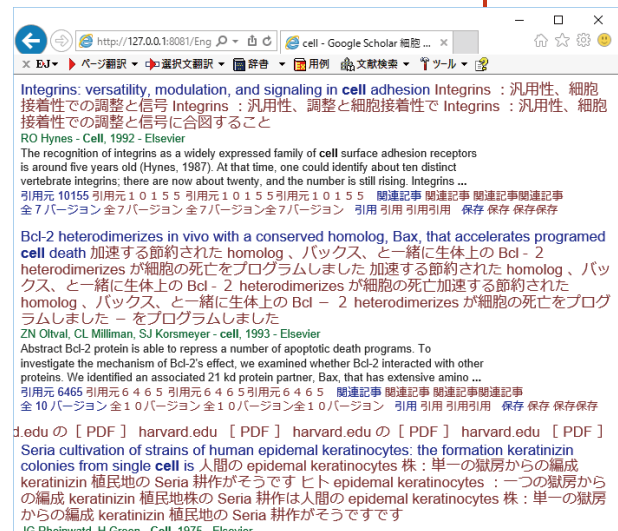 http://127.0.0.1:8081/Eng
cell - Google Scholar 細胞 ...
× EJ▼ ページ翻訳 ▼ 選択文翻訳 ▼ 辞書 ▼ 用例 文献検索 ▼ ツール ▼
Integrins: versatility, modulation, and signaling in cell adhesion Integrins ：汎用性、細胞
接着性での調整と信号 Integrins ：汎用性、調整と細胞接着性で Integrins ：汎用性、細胞
接着性での調整と信号に合図すること
RO Hynes - Cell, 1992 - Elsevier
The recognition of integrins as a widely expressed family of cell surface adhesion receptors
is around five years old (Hynes, 1987). At that time, one could identify about ten distinct
vertebrate integrins; there are now about twenty, and the number is still rising. Integrins ...
引用元 10155 引用元１０１５５ 引用元１０１５５引用元１０１５５ 関連記事 関連記事 関連記事関連記事
全 7 バージョン 全７バージョン 全７バージョン全７バージョン 引用 引用 引用引用 保存 保存 保存保存
Bcl-2 heterodimerizes in vivo with a conserved homolog, Bax, that accelerates programed
cell death 加速する節約された homolog 、バックス、と一緒に生体上の Bcl - ２
heterodimerizes が細胞の死亡をプログラムしました 加速する節約された homolog 、バッ
クス、と一緒に生体上の Bcl - ２ heterodimerizes が細胞の死亡加速する節約された
homolog 、バックス、と一緒に生体上の Bcl － ２ heterodimerizes が細胞の死亡をプログ
ラムしました － をプログラムしました
ZN Oltval, CL Milliman, SJ Korsmeyer - cell, 1993 - Elsevier
Abstract Bcl-2 protein is able to repress a number of apoptotic death programs. To
investigate the mechanism of Bcl-2's effect, we examined whether Bcl-2 interacted with other
proteins. We identified an associated 21 kd protein partner, Bax, that has extensive amino ...
引用元 6465 引用元６４６５ 引用元６４６５引用元６４６５ 関連記事 関連記事 関連記事関連記事
全 10 バージョン 全１０バージョン 全１０バージョン全１０バージョン 引用 引用 引用引用 保存 保存 保存保存
d.edu の［ PDF ］ harvard.edu ［ PDF ］ harvard.edu の［ PDF ］ harvard.edu ［ PDF ］
Seria cultivation of strains of human epidemal keratinocytes: the formation keratinizin
colonies from single cell is 人間の epidemal keratinocytes 株：単一の獄房からの編成
keratinizin 植民地の Seria 耕作がそうです ヒト epidemal keratinocytes ：一つの獄房から
の編成 keratinizin 植民地株の Seria 耕作は人間の epidemal keratinocytes 株：単一の獄房
からの編成 keratinizin 植民地の Seria 耕作がそうですです
JG Rheinwald, H Green - Cell, 1975 - Elsevier